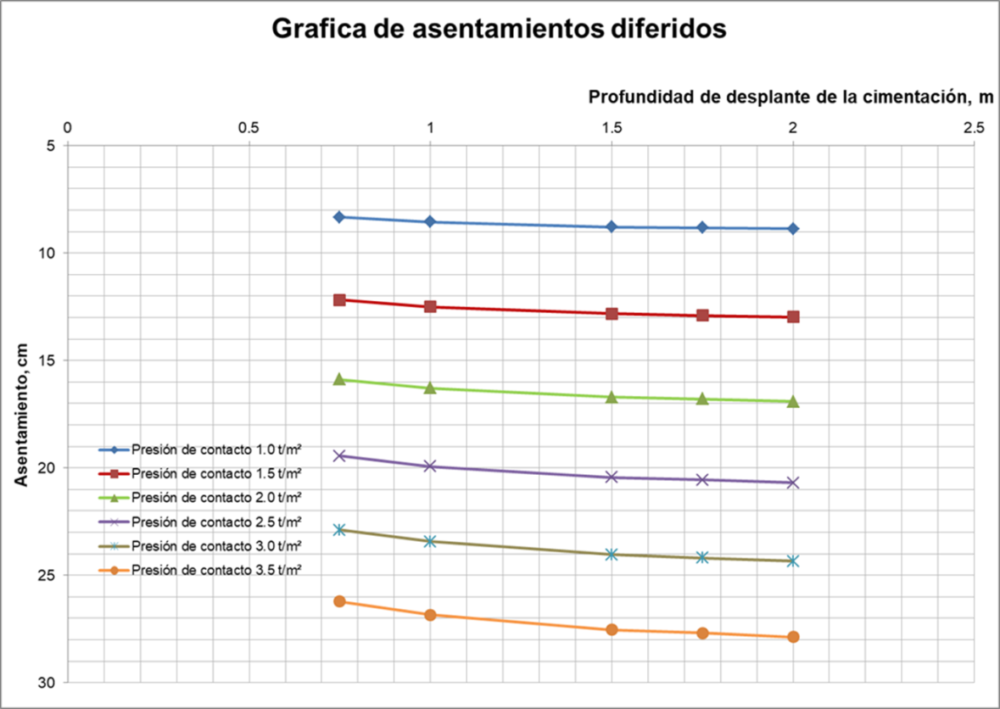 Grafica de asentamientos diferidos
Profundidad de desplante de la cimentación, m
0 0.5 1 1.5 2 2.5
5
10
15
20
25
30
Asentamiento, cm
Presión de contacto 1.0 t/m²
Presión de contacto 1.5 t/m²
Presión de contacto 2.0 t/m²
Presión de contacto 2.5 t/m²
Presión de contacto 3.0 t/m²
Presión de contacto 3.5 t/m²